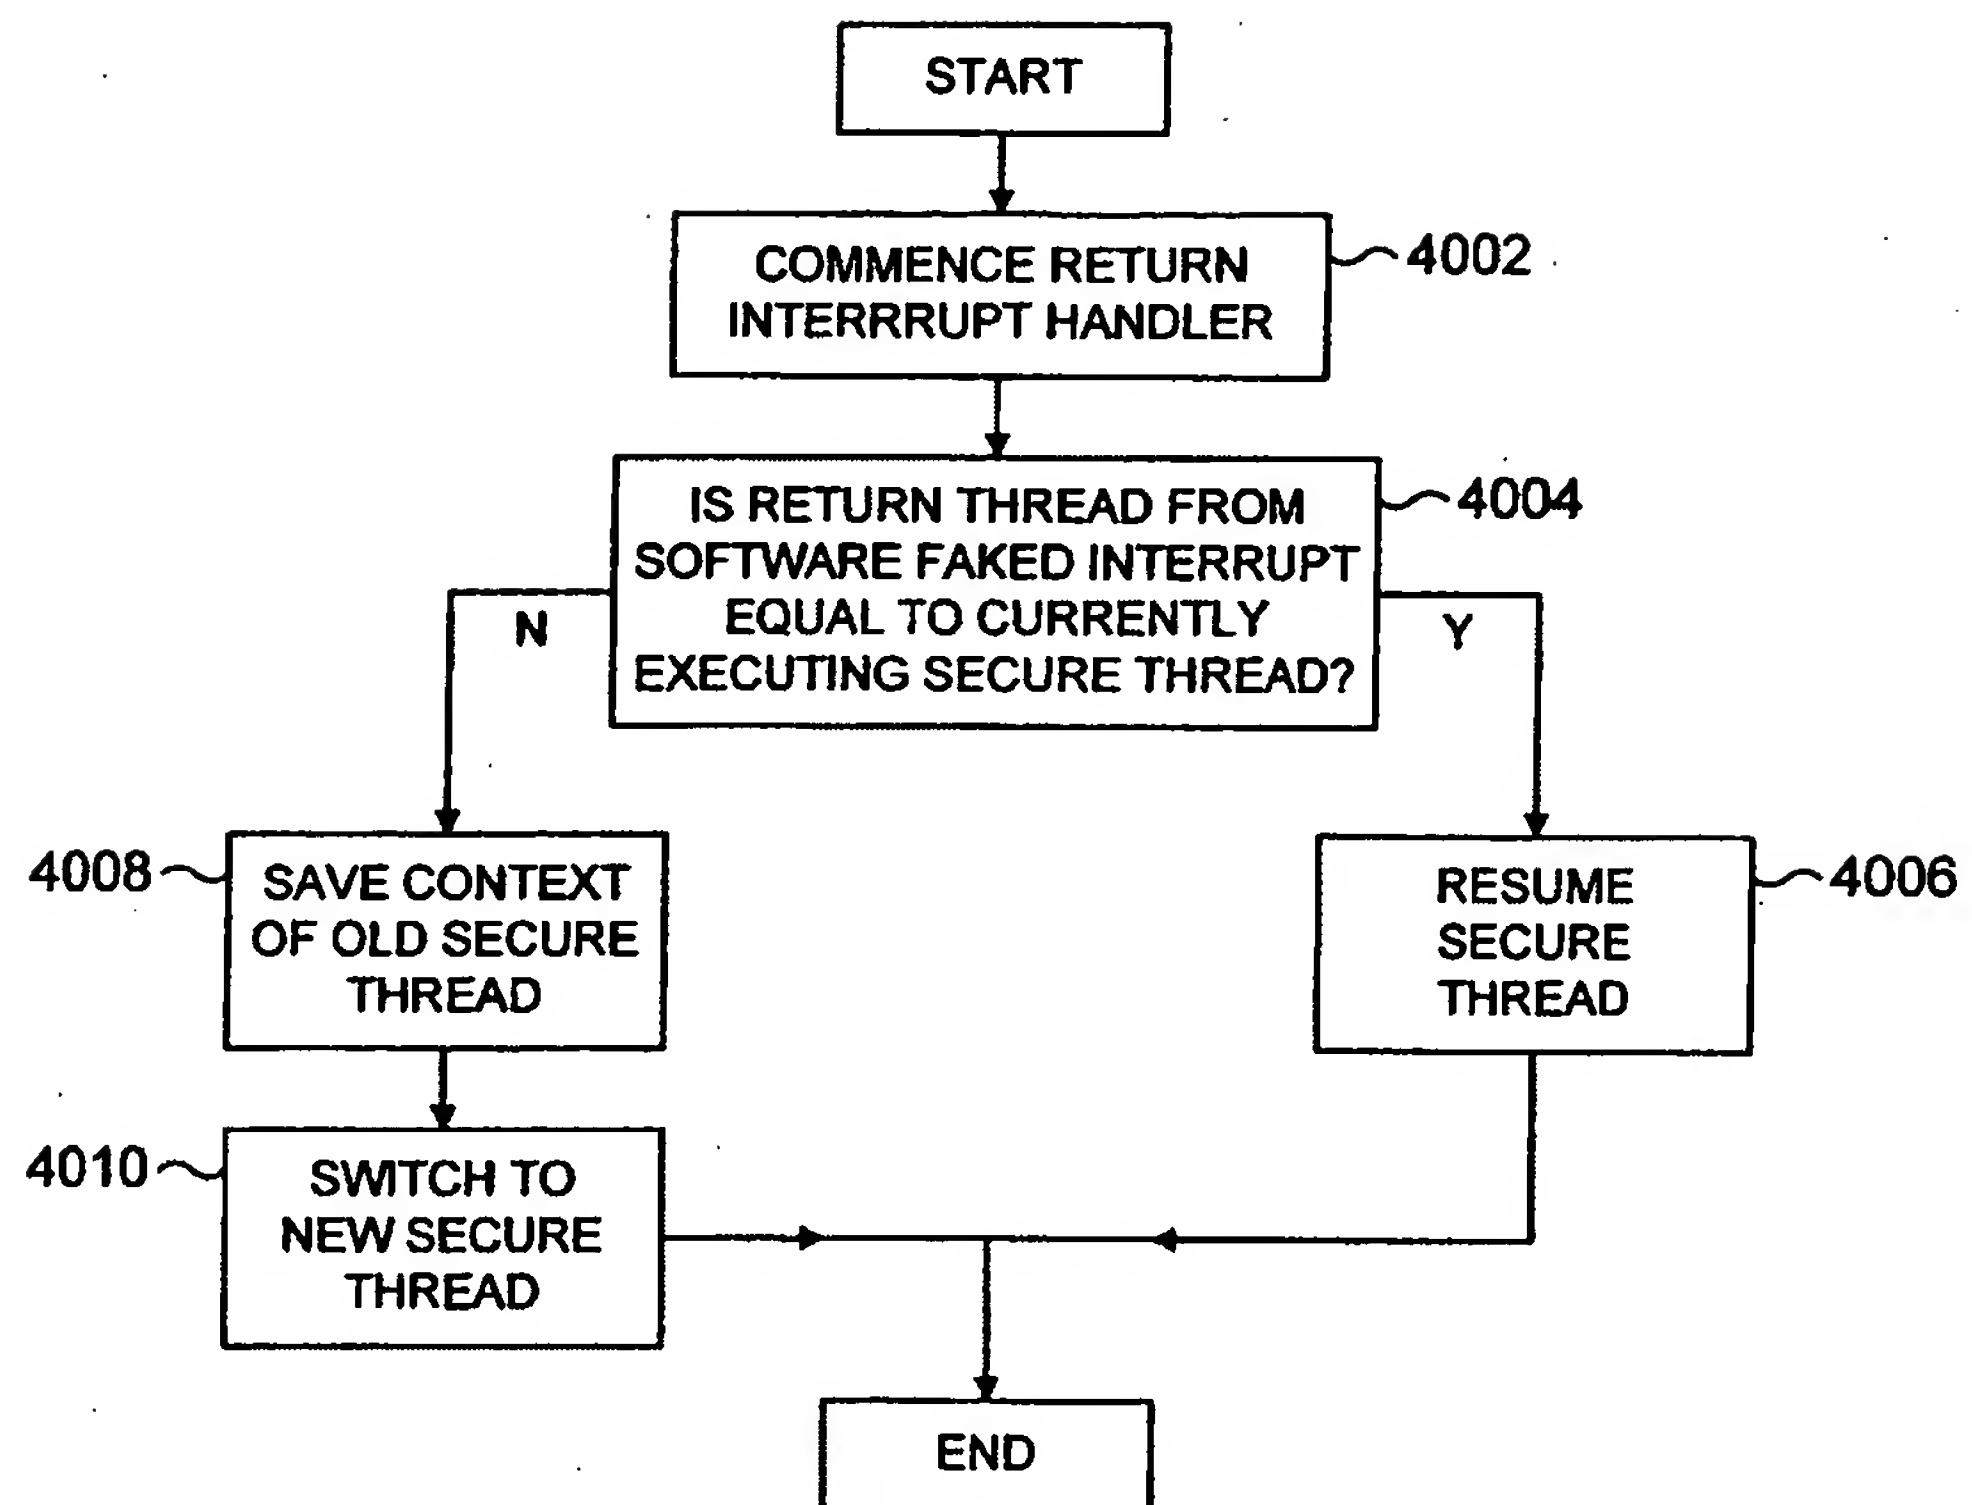 START
COMMENCE RETURN
INTERRRUPT HANDLER
4002
IS RETURN THREAD FROM
SOFTWARE FAKED INTERRUPT
EQUAL TO CURRENTLY
EXECUTING SECURE THREAD?
4004
N
Y
4008
SAVE CONTEXT
OF OLD SECURE
THREAD
RESUME
SECURE
THREAD
4006
4010
SWITCH TO
NEW SECURE
THREAD
END